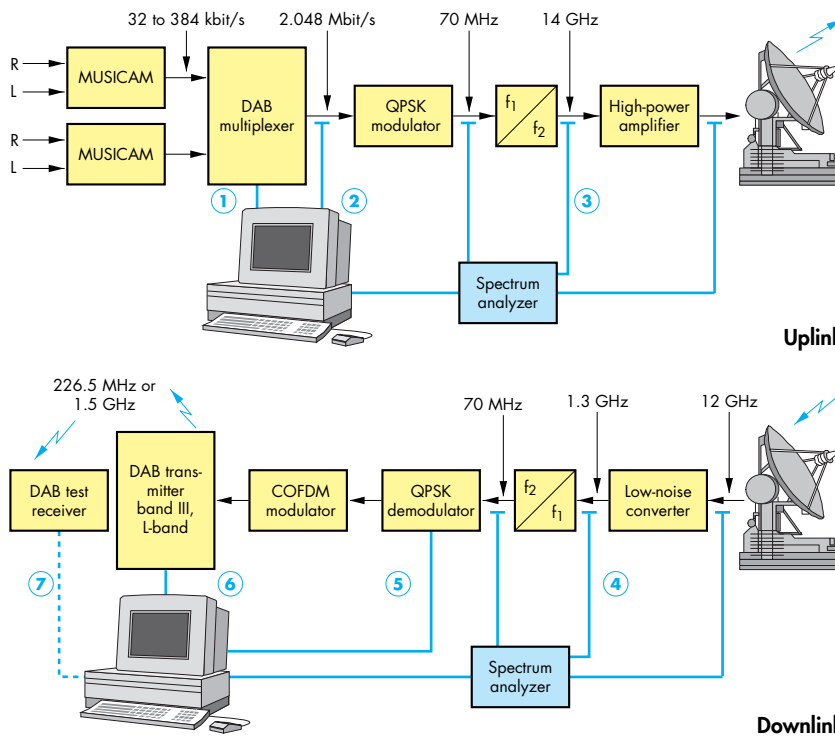 32 to 384 kbit/s
2.048 Mbit/s
70 MHz
14 GHz
R
L
MUSICAM
R
L
MUSICAM
DAB
multiplexer
QPSK
modulator
f1
f2
High-power
amplifier
1
2
3
Spectrum
analyzer
Uplink
226.5 MHz or
1.5 GHz
70 MHz
1.3 GHz
12 GHz
DAB test
receiver
DAB trans-
mitter
band III,
L-band
COFDM
modulator
QPSK
demodulator
f2
f1
Low-noise
converter
7
6
5
4
Spectrum
analyzer
Downlink